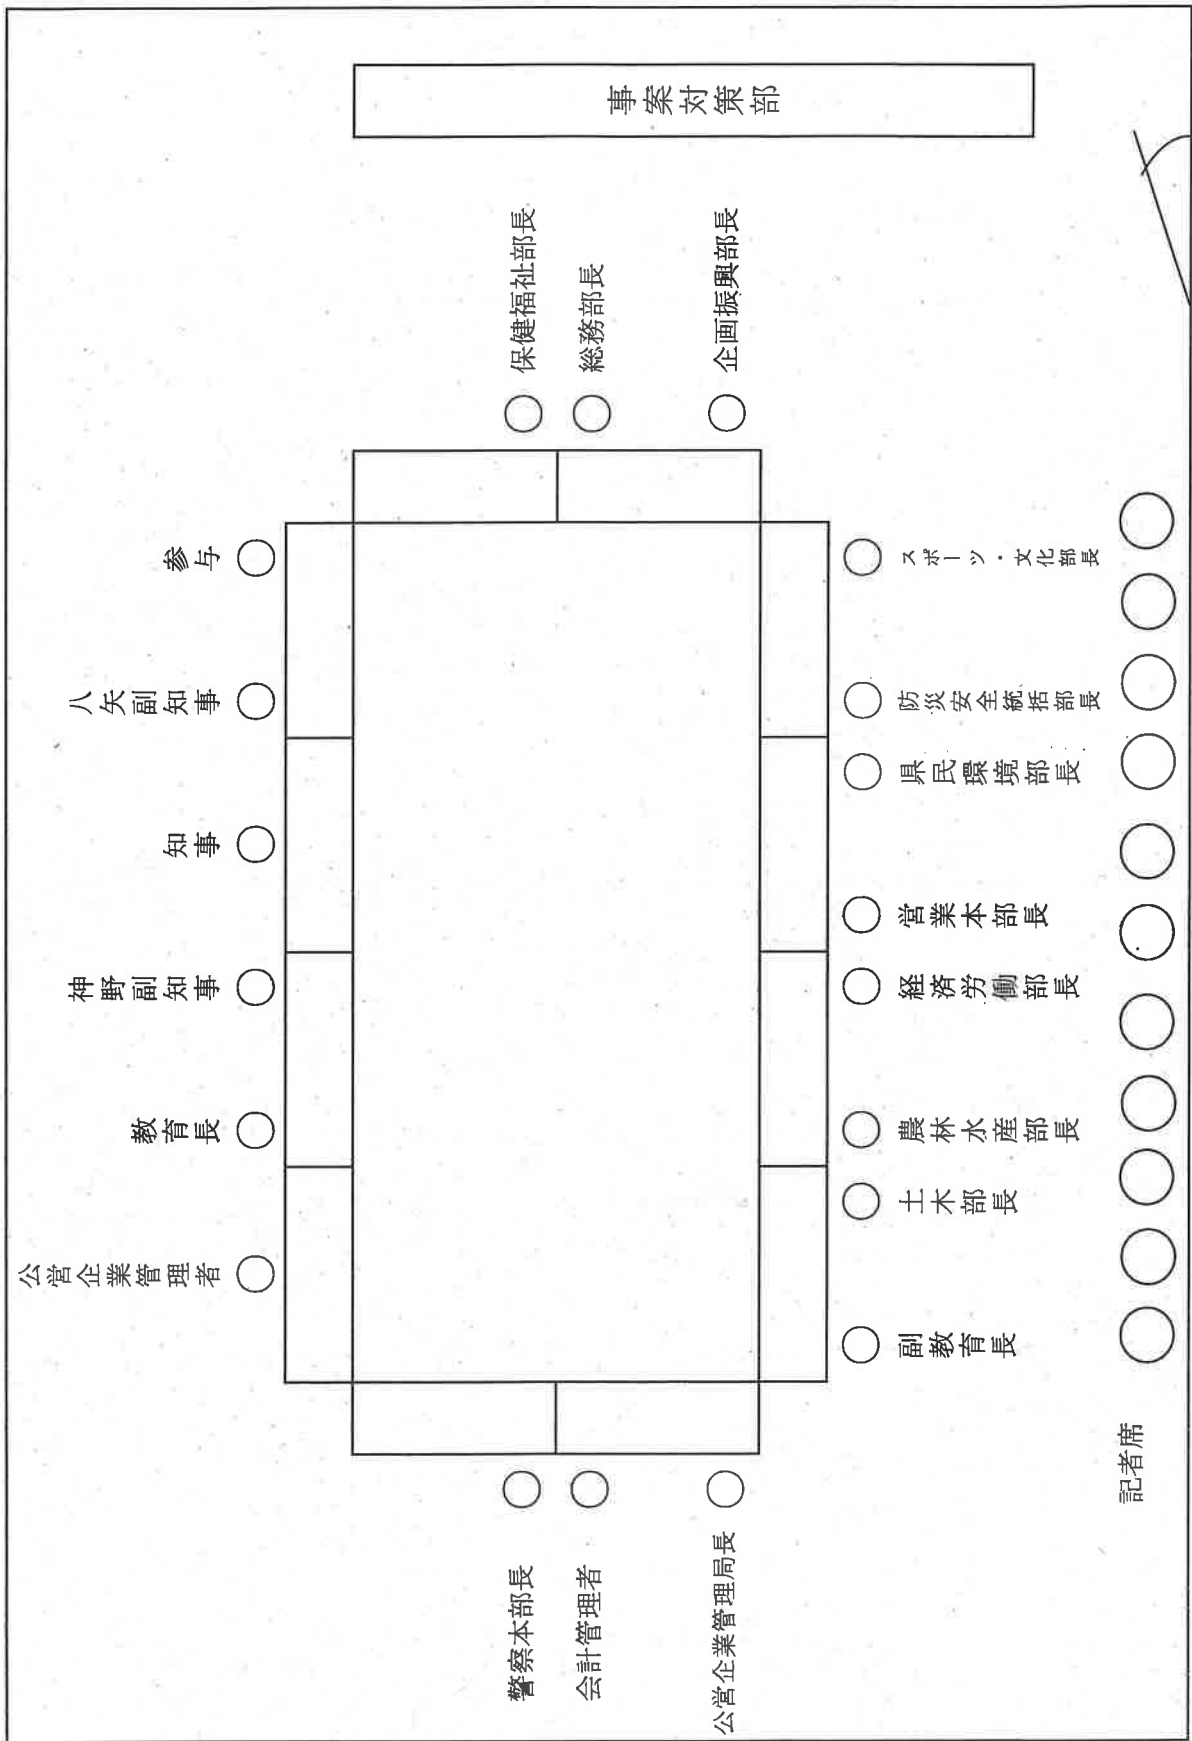 事案対策部
保健福祉部長
総務部長
企画振興部長
参与
八矢副知事
知事
神野副知事
教育長
公営企業管理者
スポーツ・文化部長
防災安全統括部長
県民環境部長
営業本部長
経済労働部長
農林水産部長
土木部長
副教育長
警察本部長
会計管理者
公営企業管理局長
記者席